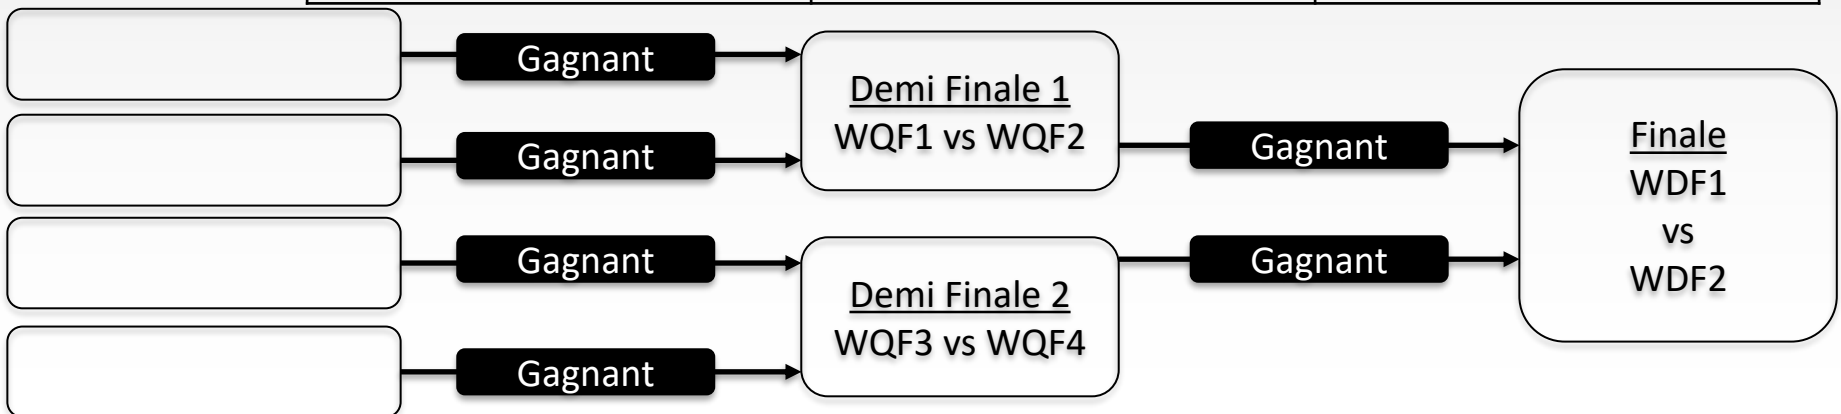 Gagnant
Demi Finale 1
WQF1 vs WQF2
Gagnant
Gagnant
Demi Finale 2
WQF3 vs WQF4
Gagnant
Gagnant
Gagnant
Finale
WDF1
vs
WDF2